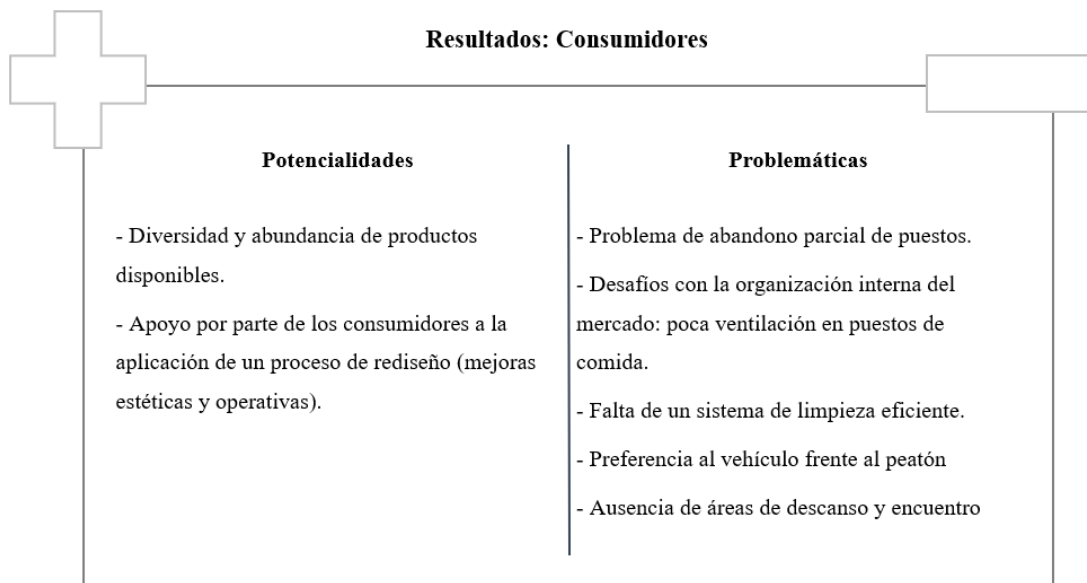 Resultados: Consumidores
Potencialidades
- Diversidad y abundancia de productos
disponibles.
- Apoyo por parte de los consumidores a la
aplicación de un proceso de rediseño (mejoras
estéticas y operativas).
Problemáticas
- Problema de abandono parcial de puestos.
- Desafíos con la organización interna del
mercado: poca ventilación en puestos de
comida.
- Falta de un sistema de limpieza eficiente.
- Preferencia al vehículo frente al peatón
- Ausencia de áreas de descanso y encuentro